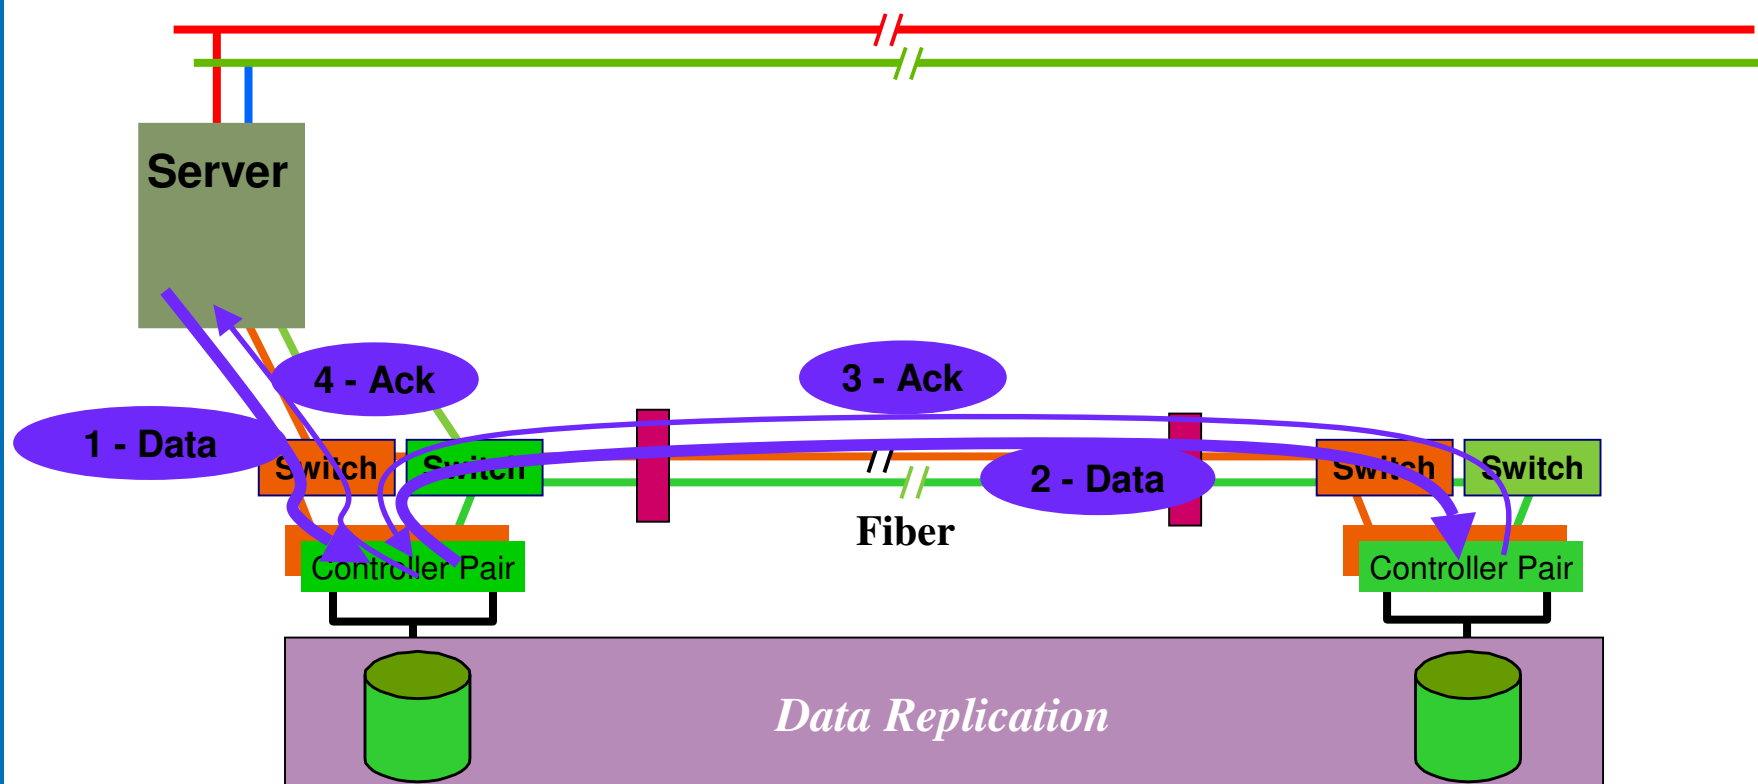 Server
4 - Ack
3 - Ack
1 - Data
Switch
Switch
2 - Data
Switch
Switch
Fiber
Controller Pair
Controller Pair
Data Replication